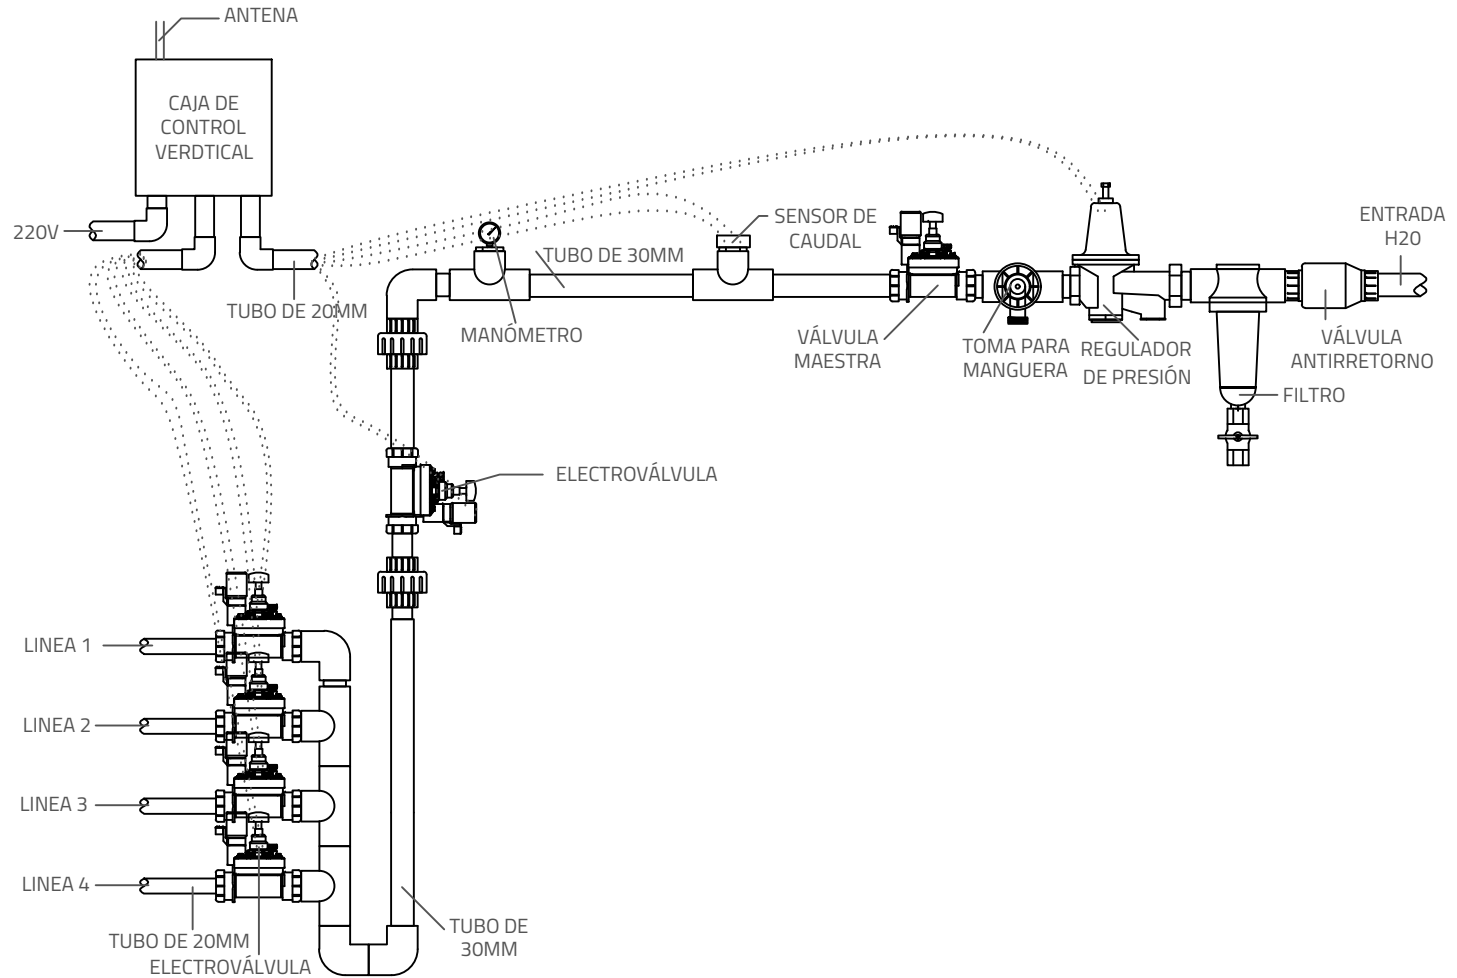 ANTENA
CAJA DE
CONTROL
VERDTICAL
220V
TUBO DE 20MM
MANÓMETRO
TUBO DE 30MM
SENSOR DE
CAUDAL
VÁLVULA
MAESTRA
TOMA PARA
MANGUERA
REGULADOR
DE PRESIÓN
ENTRADA
H20
VÁLVULA
ANTIRRETORNO
FILTRO
ELECTROVÁLVULA
LINEA 1
LINEA 2
LINEA 3
LINEA 4
TUBO DE 20MM
ELECTROVÁLVULA
TUBO DE
30MM